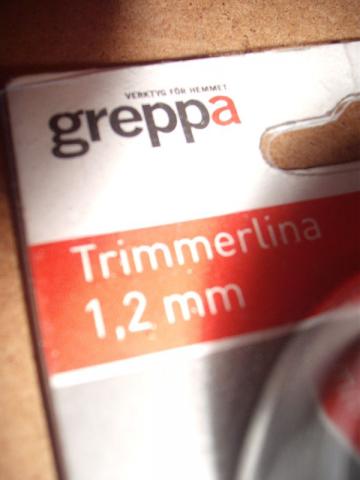 VERKTYG FÖR HEMMET
greppa
Trimmerlina
1,2 mm